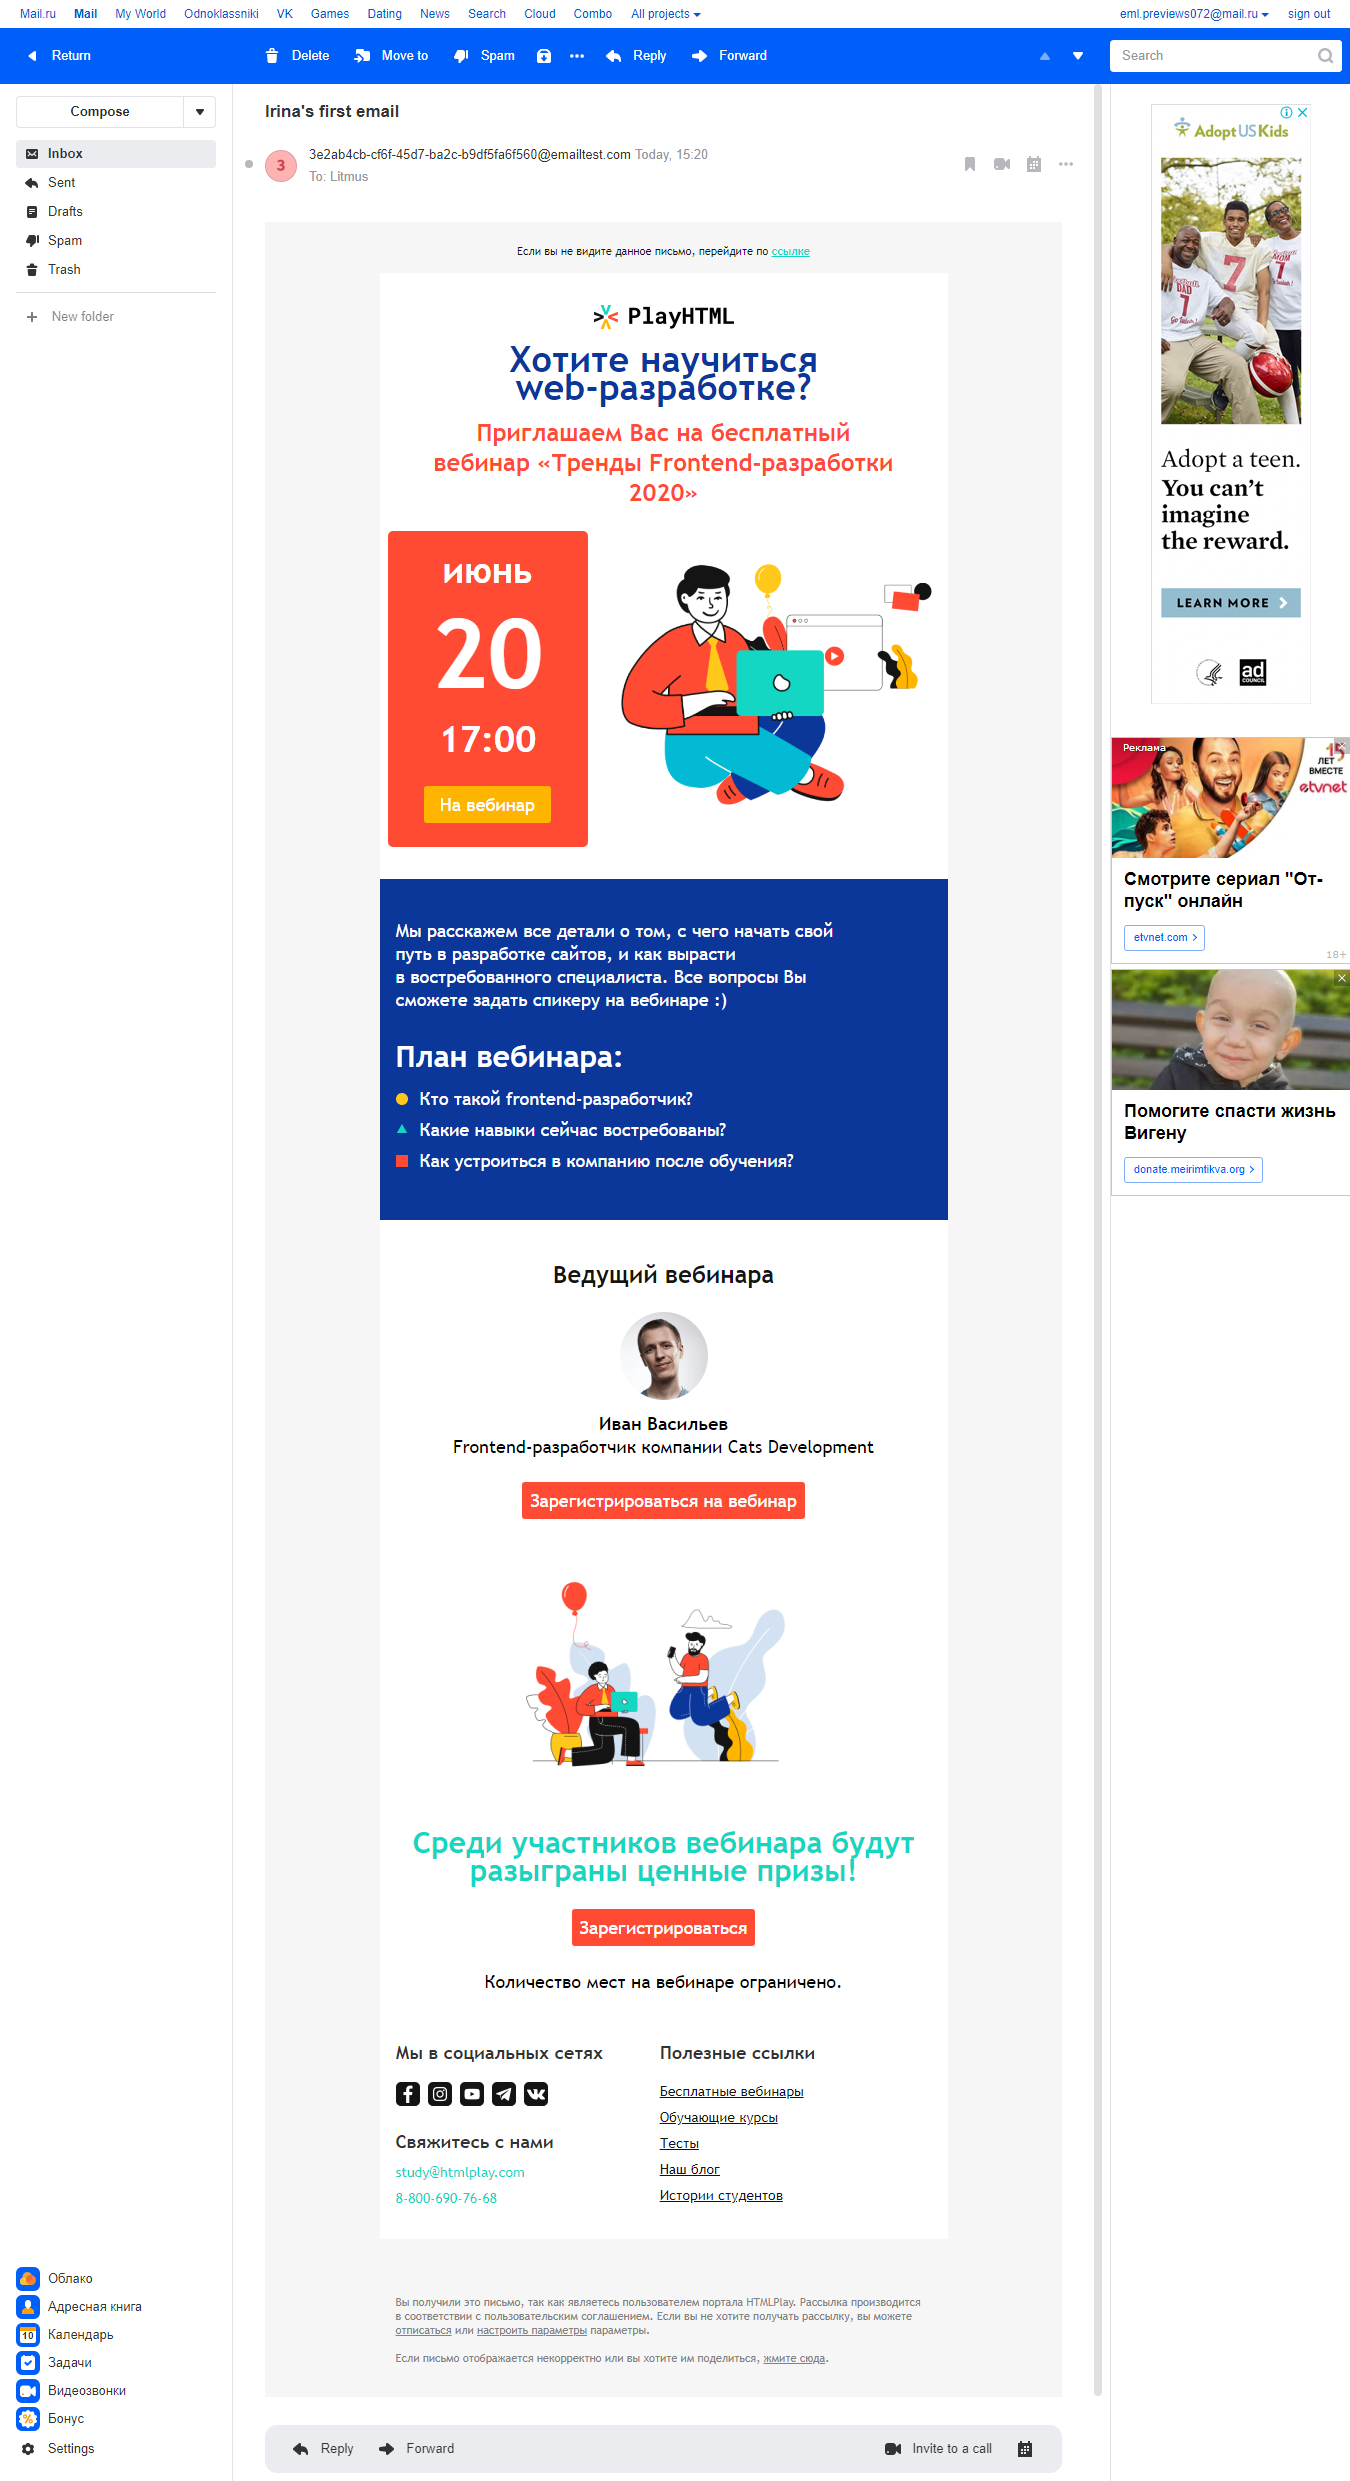 Mail.ru Mail My World Odnoklassniki VK Games Dating News Search Cloud Combo All projects eml.previews072@mail.ru sign out
Return Delete Move to Spam Reply Forward Search
Compose
Inbox
Sent
Drafts
Spam
Trash
New folder
Irina's first email
3
3e2ab4cb-cf6f-45d7-ba2c-b9df5fa6f560@emailtest.com Today, 15:20
To: Litmus
Если вы не видите данное письмо, перейдите по ссылке
PlayHTML
Хотите научиться
web-разработке?
Приглашаем Вас на бесплатный
вебинар «Тренды Frontend-разработки
2020»
июнь
20
17:00
На вебинар
Мы расскажем все детали о том, с чего начать свой
путь в разработке сайтов, и как вырасти
в востребованного специалиста. Все вопросы Вы
сможете задать спикеру на вебинаре :)
План вебинара:
Кто такой frontend-разработчик?
Какие навыки сейчас востребованы?
Как устроиться в компанию после обучения?
Ведущий вебинара
Иван Васильев
Frontend-разработчик компании Cats Development
Зарегистрироваться на вебинар
Среди участников вебинара будут
разыграны ценные призы!
Зарегистрироваться
Количество мест на вебинаре ограничено.
Мы в социальных сетях
Свяжитесь с нами
study@htmlplay.com
8-800-690-76-68
Полезные ссылки
Бесплатные вебинары
Обучающие курсы
Тесты
Наш блог
Истории студентов
Вы получили это письмо, так как являетесь пользователем портала HTMLPlay. Рассылка производится
в соответствии с пользовательским соглашением. Если вы не хотите получать рассылку, вы можете
отписаться или настроить параметры параметры.
Если письмо отображается некорректно или вы хотите им поделиться, жмите сюда.
Reply Forward Invite to a call
Облако
Адресная книга
10 Календарь
Задачи
Видеозвонки
Бонус
Settings
AdoptUSKids
DAD
7
7
MOM
7
Adopt a teen.
You can't
imagine
the reward.
LEARN MORE
ad
COUNCIL
Реклама
15
ЛЕТ
ВМЕСТЕ
etvnet
Смотрите сериал "От-
пуск" онлайн
etvnet.com
18+
Помогите спасти жизнь
Вигену
donate.meirimtikva.org